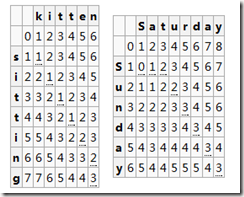 k i t t e n
0 1 2 3 4 5 6
s 1 1 2 3 4 5 6
i 2 2 1 2 3 4 5
t 3 3 2 1 2 3 4
t 4 4 3 2 1 2 3
i 5 5 4 3 2 2 3
n 6 6 5 4 3 3 2
g 7 7 6 5 4 4 3
S a t u r d a y
0 1 2 3 4 5 6 7 8
S 1 0 1 2 3 4 5 6 7
u 2 1 1 2 2 3 4 5 6
n 3 2 2 2 3 3 4 5 6
d 4 3 3 3 3 4 3 4 5
a 5 4 3 4 4 4 4 3 4
y 6 5 4 4 5 5 5 4 3